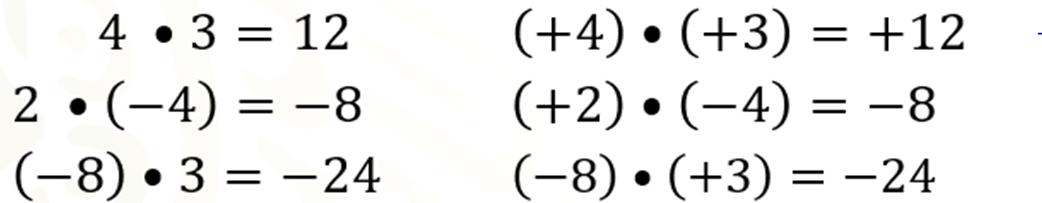 4 • 3 = 12 (+4) • (+3) = +12
2 • (−4) = −8 (+2) • (−4) = −8
(−8) • 3 = −24 (−8) • (+3) = −24